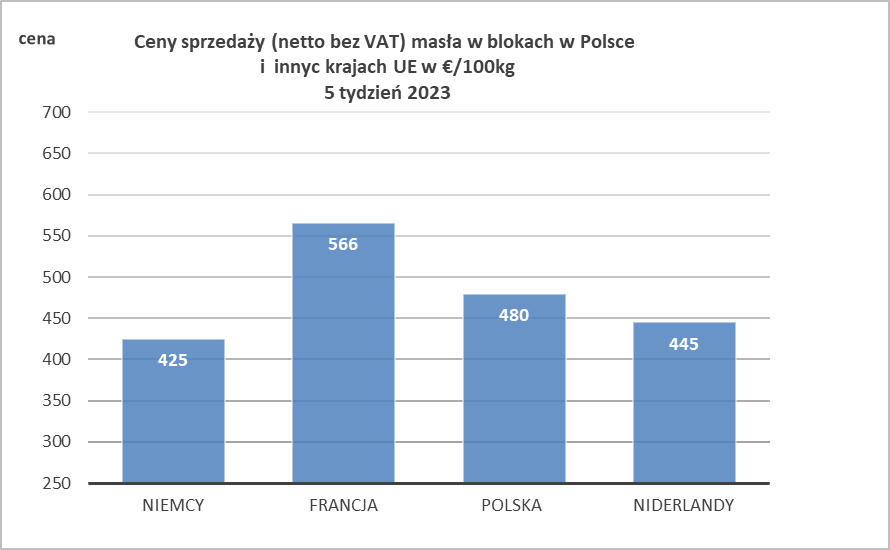 cena
Ceny sprzedaży (netto bez VAT) masła w blokach w Polsce
i innyc krajach UE w €/100kg
5 tydzień 2023
700
650
600
550
500
450
400
350
300
250
566
480
445
425
NIEMCY
FRANCJA
POLSKA
NIDERLANDY